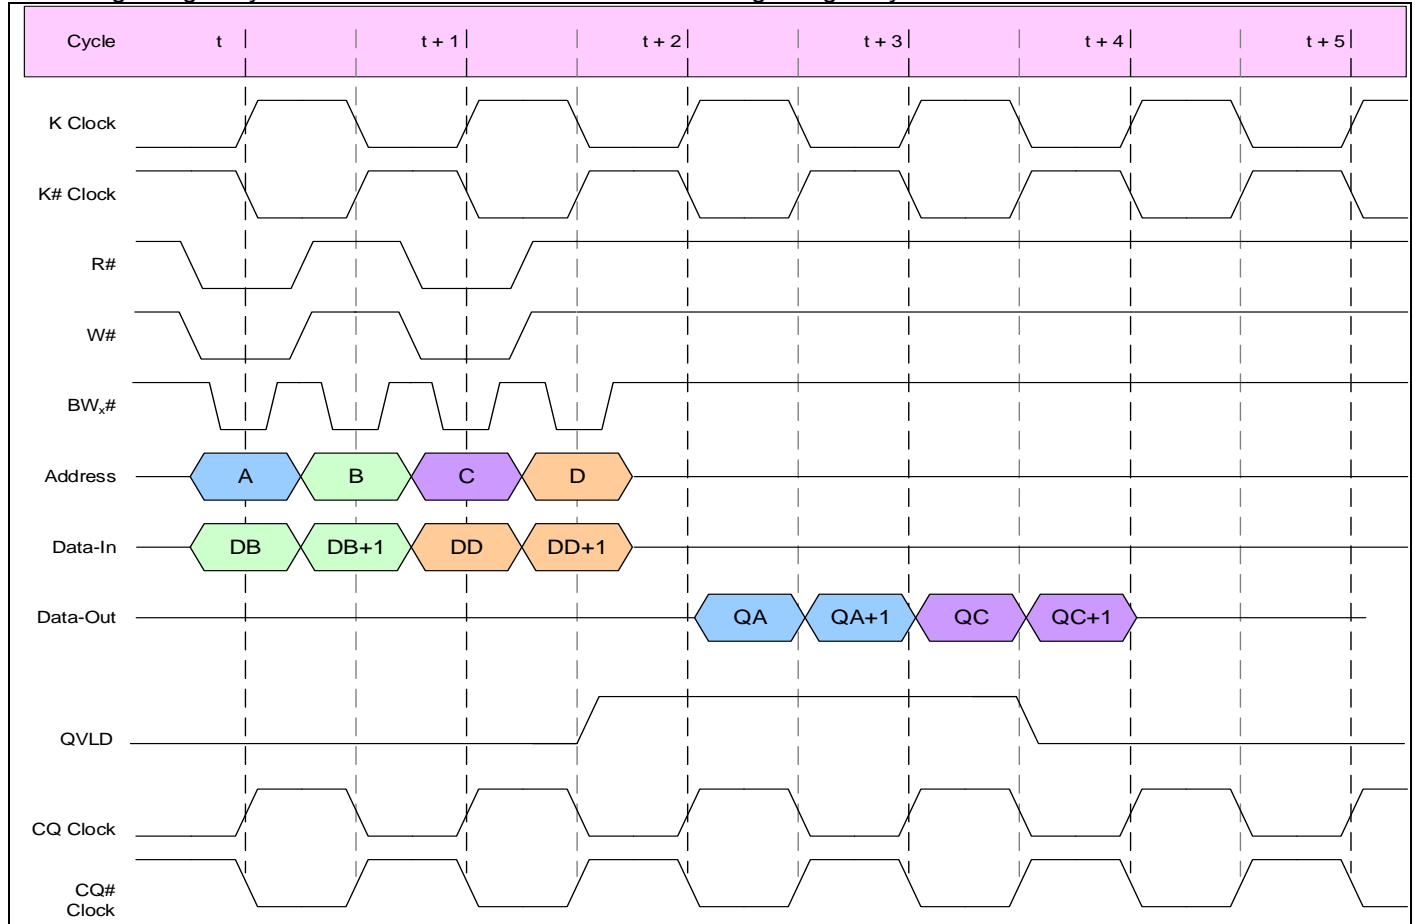 Cycle t t + 1 t + 2 t + 3 t + 4 t + 5
K Clock
K# Clock
R#
W#
BWx#
Address A B C D
Data-In DB DB+1 DD DD+1
Data-Out QA QA+1 QC QC+1
QVLD
CQ Clock
CQ#
Clock